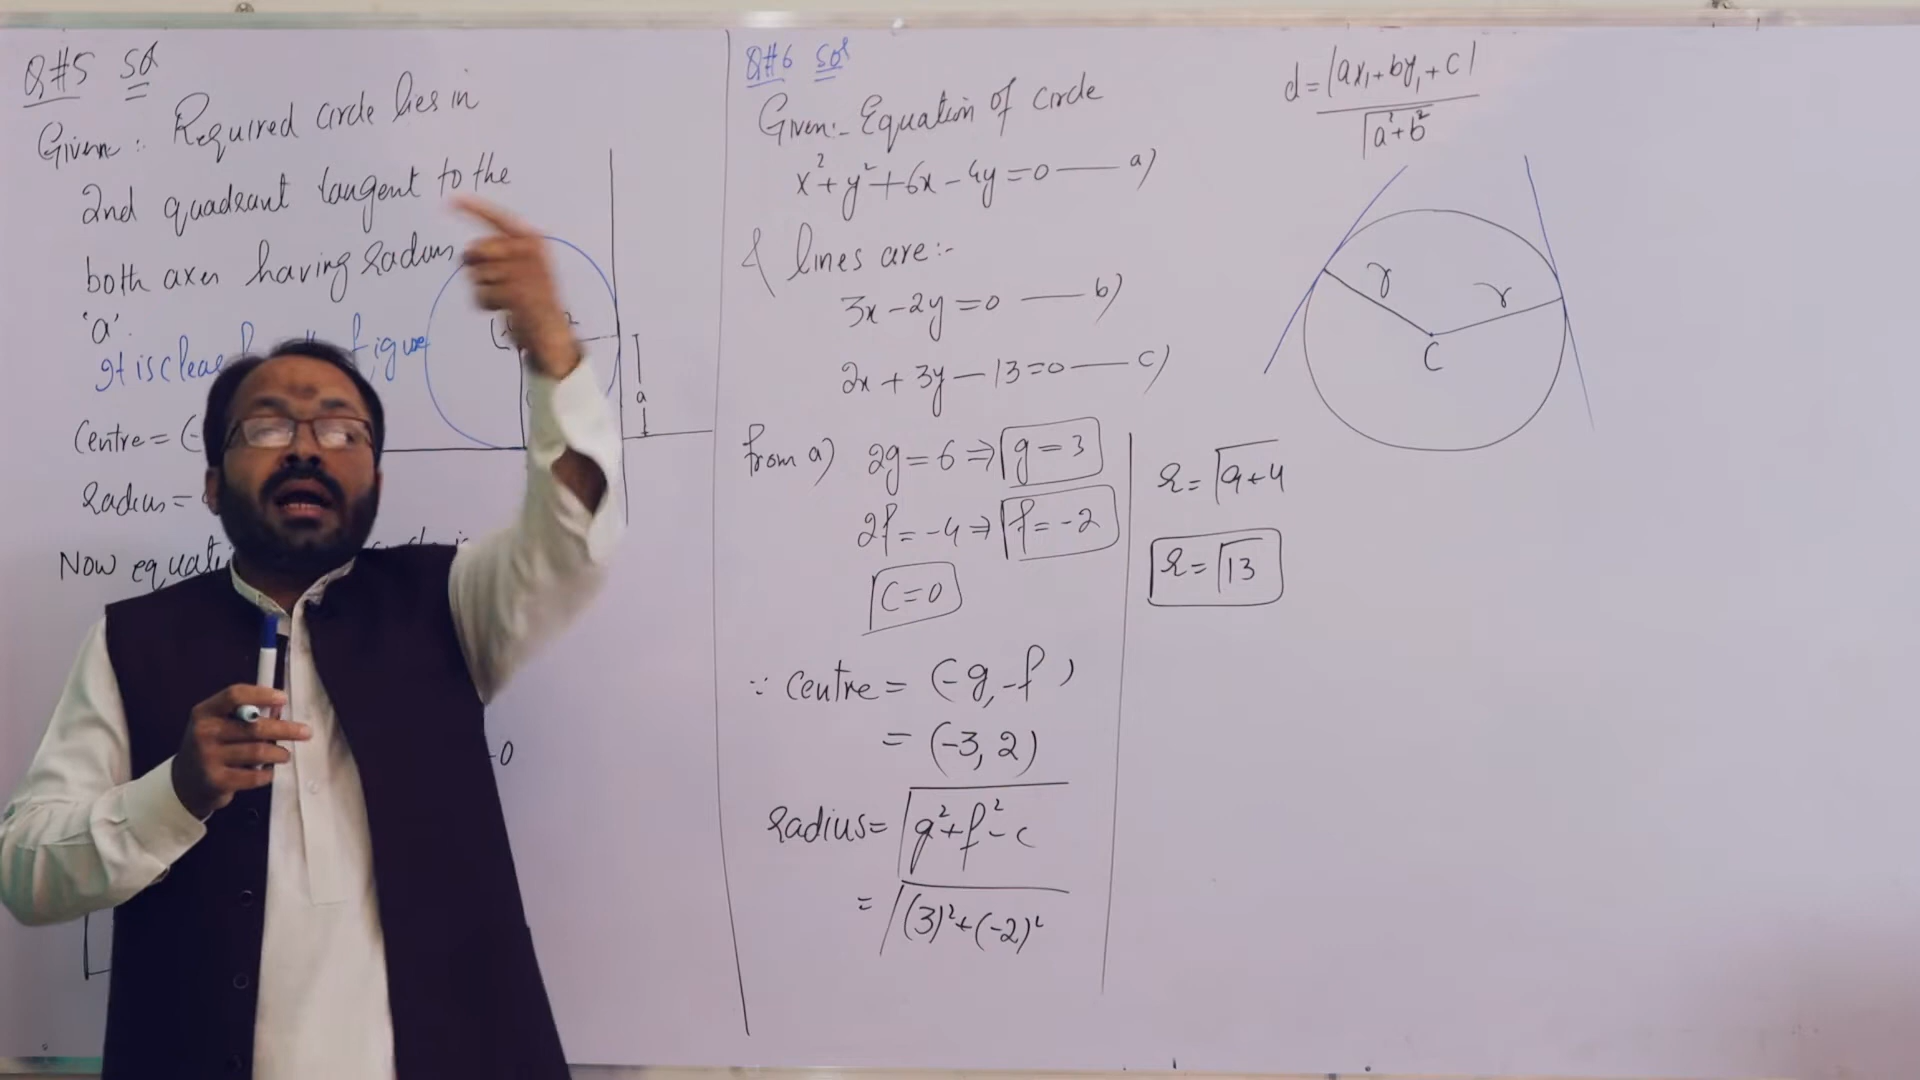 Q#5 Sol
Given:- Required circle lies in
2nd quadrant tangent to the
both axes having radius
'a'.
It is clear figure
Centre = (-
Radius =
Now equati
-0
a
Q#6 Sol
Given:- Equation of circle
x²+y²+6x-4y=0 — a)
& lines are:-
3x-2y=0 — b)
2x+3y-13=0 — c)
from a) 2g=6⇒ g=3
2f=-4⇒ f=-2
C=0
∵ Centre = (-g,-f)
= (-3,2)
Radius= √g²+f²-c
= √(3)²+(-2)²
r=√9+4
r=√13
d=|ax₁+by₁+c|
√a²+b²
r r
C